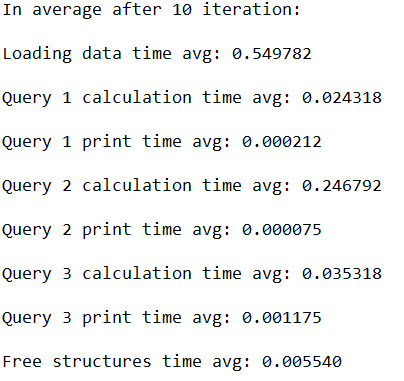 In average after 10 iteration:
Loading data time avg: 0.549782
Query 1 calculation time avg: 0.024318
Query 1 print time avg: 0.000212
Query 2 calculation time avg: 0.246792
Query 2 print time avg: 0.000075
Query 3 calculation time avg: 0.035318
Query 3 print time avg: 0.001175
Free structures time avg: 0.005540